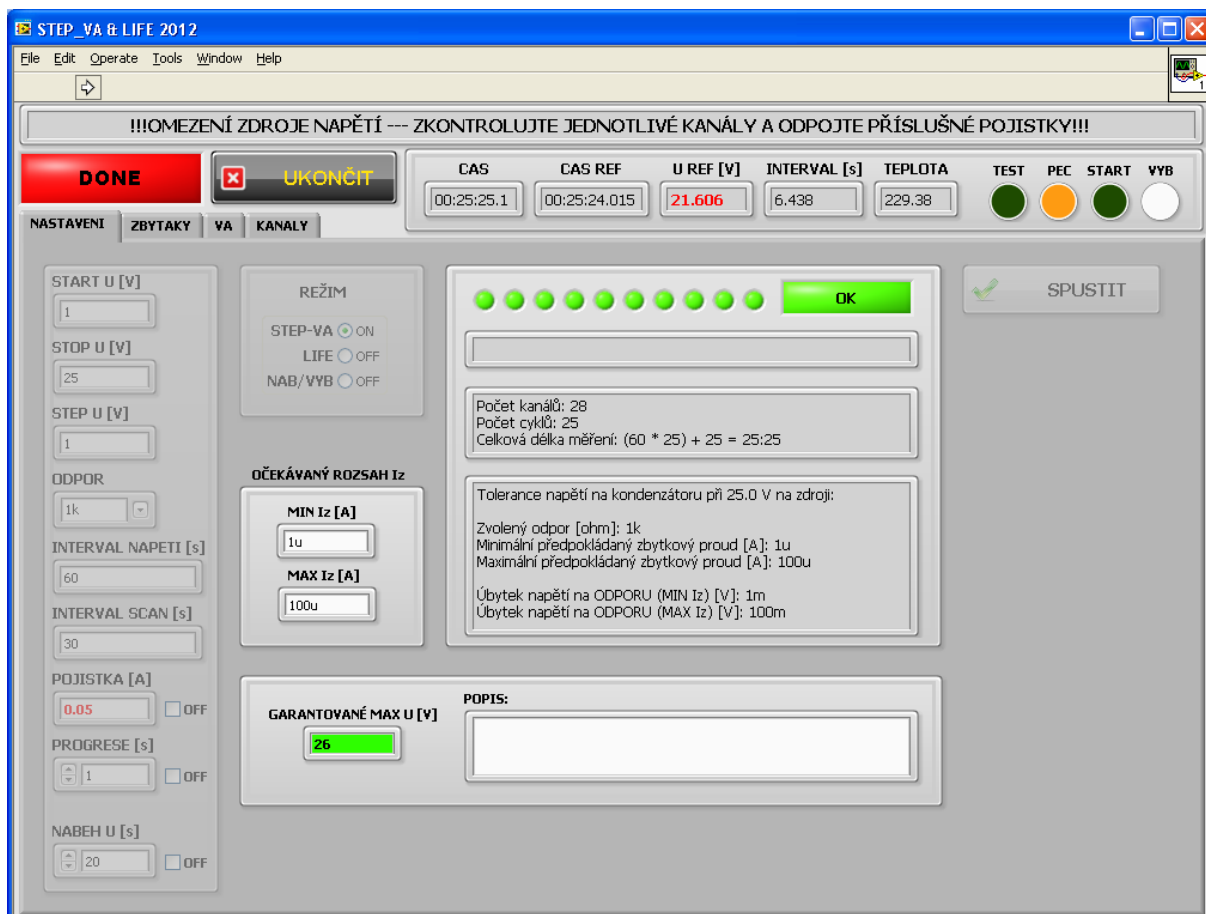 STEP_VA & LIFE 2012
File Edit Operate Tools Window Help
1
!!!OMEZENÍ ZDROJE NAPĚTÍ --- ZKONTROLUJTE JEDNOTLIVÉ KANÁLY A ODPOJTE PŘÍSLUŠNÉ POJISTKY!!!
DONE
UKONČIT
CAS CAS REF U REF [V] INTERVAL [s] TEPLOTA TEST PEC START VYB
00:25:25.1 00:25:24.015 21.606 6.438 229.38
NASTAVENI ZBYTAKY VA KANALY
START U [V]
1
STOP U [V]
25
STEP U [V]
1
ODPOR
1k
INTERVAL NAPETI [s]
60
INTERVAL SCAN [s]
30
POJISTKA [A]
0.05 OFF
PROGRESE [s]
1 OFF
NABEH U [s]
20 OFF
REŽIM
STEP-VA ON
LIFE OFF
NAB/VYB OFF
OČEKÁVANÝ ROZSAH Iz
MIN Iz [A]
1u
MAX Iz [A]
100u
OK
Počet kanálů: 28
Počet cyklů: 25
Celková délka měření: (60 * 25) + 25 = 25:25
Tolerance napětí na kondenzátoru při 25.0 V na zdroji:
Zvolený odpor [ohm]: 1k
Minimální předpokládaný zbytkový proud [A]: 1u
Maximální předpokládaný zbytkový proud [A]: 100u
Úbytek napětí na ODPORU (MIN Iz) [V]: 1m
Úbytek napětí na ODPORU (MAX Iz) [V]: 100m
SPUSTIT
GARANTOVANÉ MAX U [V]
26
POPIS: